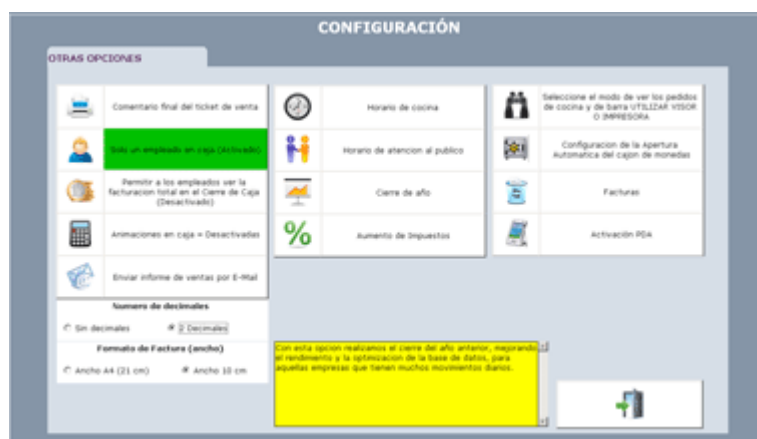 CONFIGURACIÓN
OTRAS OPCIONES
Comentario final del ticket de venta
Solo un empleado en caja (Activado)
Permitir a los empleados ver la
facturacion total en el Cierre de Caja
(Desactivado)
Animaciones en caja = Desactivadas
Enviar informe de ventas por E-Mail
Horario de cocina
Horario de atencion al publico
Cierre de año
%
Aumento de Impuestos
Seleccione el modo de ver los pedidos
de cocina y de barra UTILIZAR VISOR
O IMPRESORA
Configuracion de la Apertura
Automatica del cajon de monedas
Facturas
Activación PDA
Numero de decimales
Sin decimales
2 Decimales
Formato de Factura (ancho)
Ancho A4 (21 cm)
Ancho 10 cm
Con esta opcion realizamos el cierre del año anterior, mejorando
el rendimiento y la optimizacion de la base de datos, para
aquellas empresas que tienen muchos movimientos diarios.